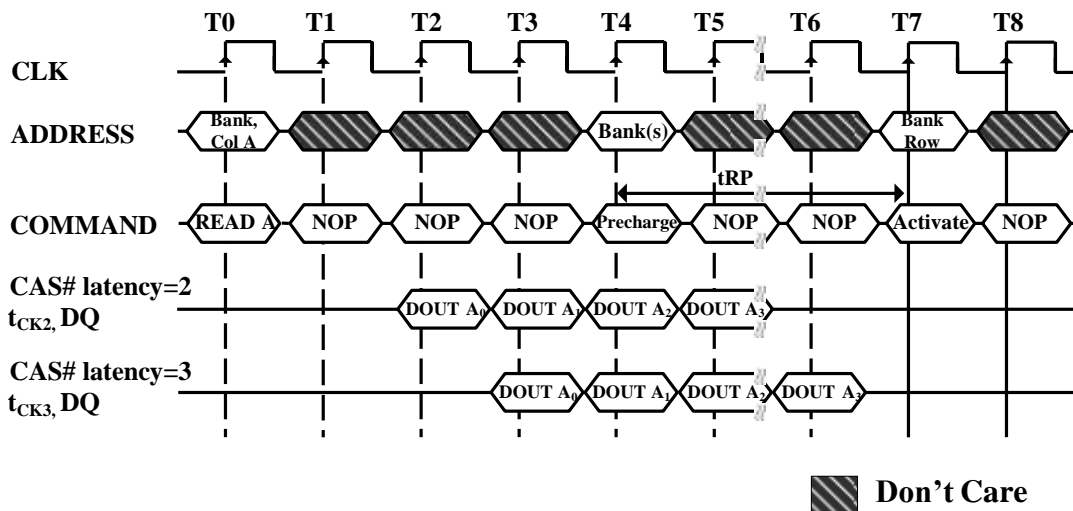 T0 T1 T2 T3 T4 T5 T6 T7 T8
CLK
ADDRESS Bank, Col A Bank(s) Bank Row
tRP
COMMAND READ A NOP NOP NOP Precharge NOP NOP Activate NOP
CAS# latency=2
tCK2, DQ DOUT A0 DOUT A1 DOUT A2 DOUT A3
CAS# latency=3
tCK3, DQ DOUT A0 DOUT A1 DOUT A2 DOUT A3
Don't Care